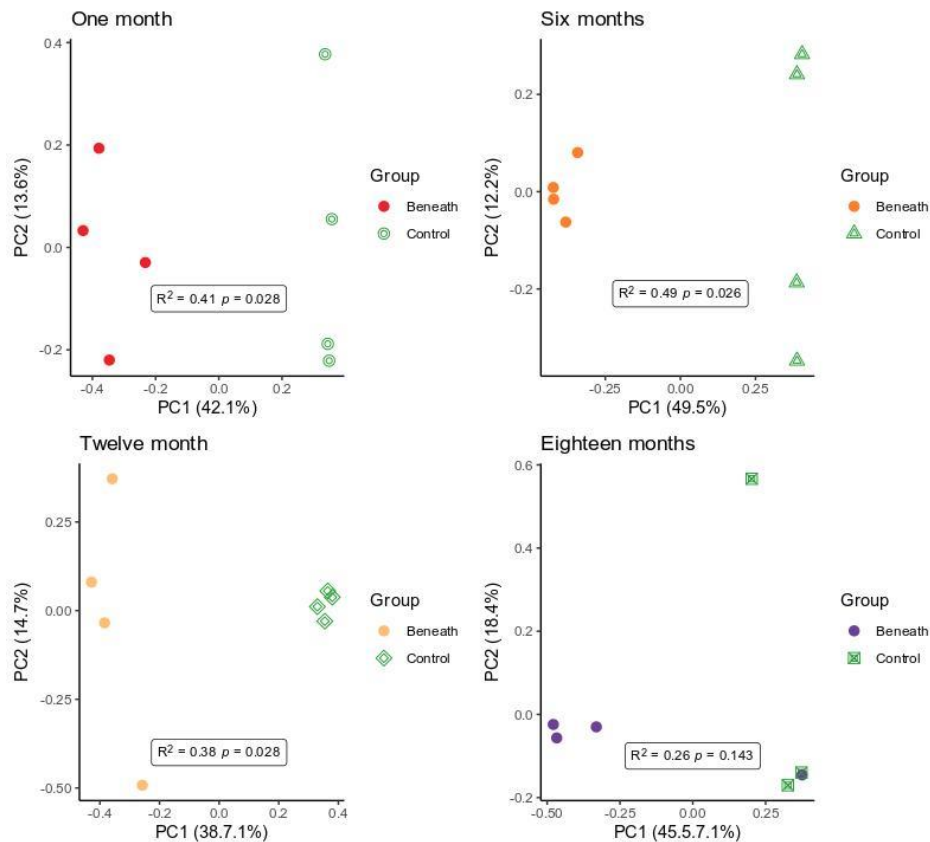 One month
0.4
0.2
0.0
-0.2
PC2 (13.6%)
-0.4
-0.2
0.0
0.2
PC1 (42.1%)
R² = 0.41 p = 0.028
Group
Beneath
Control
Six months
0.2
0.0
-0.2
PC2 (12.2%)
-0.25
0.00
0.25
PC1 (49.5%)
R² = 0.49 p = 0.026
Group
Beneath
Control
Twelve month
0.25
0.00
-0.25
-0.50
PC2 (14.7%)
-0.4
-0.2
0.0
0.2
0.4
PC1 (38.7.1%)
R² = 0.38 p = 0.028
Group
Beneath
Control
Eighteen months
0.6
0.4
0.2
0.0
-0.2
PC2 (18.4%)
-0.50
-0.25
0.00
0.25
PC1 (45.5.7.1%)
R² = 0.26 p = 0.143
Group
Beneath
Control